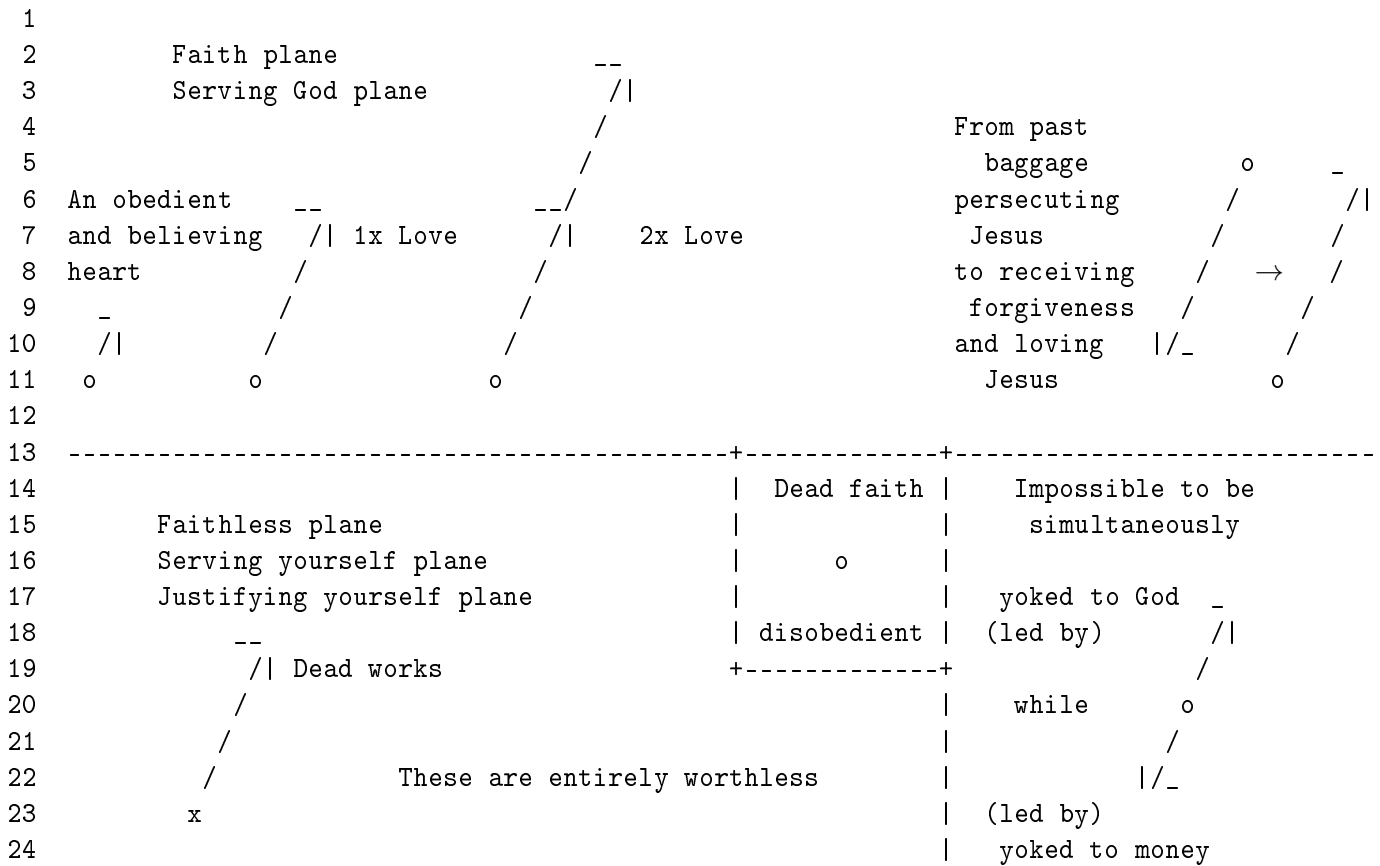 1
2         Faith plane                 __
3         Serving God plane            /|
4                                     /                       From past
5                                    /                          baggage          o     _
6  An obedient    __              __/                         persecuting       /       /|
7  and believing   /| 1x Love      /|    2x Love               Jesus           /       /
8  heart          /               /                           to receiving    /   →   /
9    _           /               /                             forgiveness   /       /
10   /|         /               /                             and loving   |/_      /
11  o          o               o                                Jesus              o
12
13 --------------------------------------------+-------------+----------------------------
14                                             |  Dead faith |    Impossible to be
15       Faithless plane                       |             |     simultaneously
16       Serving yourself plane                |      o      |
17       Justifying yourself plane             |             |   yoked to God  _
18            __                               | disobedient |  (led by)       /|
19             /| Dead works                   +-------------+                /
20            /                                              |    while      o
21           /                                               |              /
22          /            These are entirely worthless        |            |/_
23         x                                                 |  (led by)
24                                                           |   yoked to money